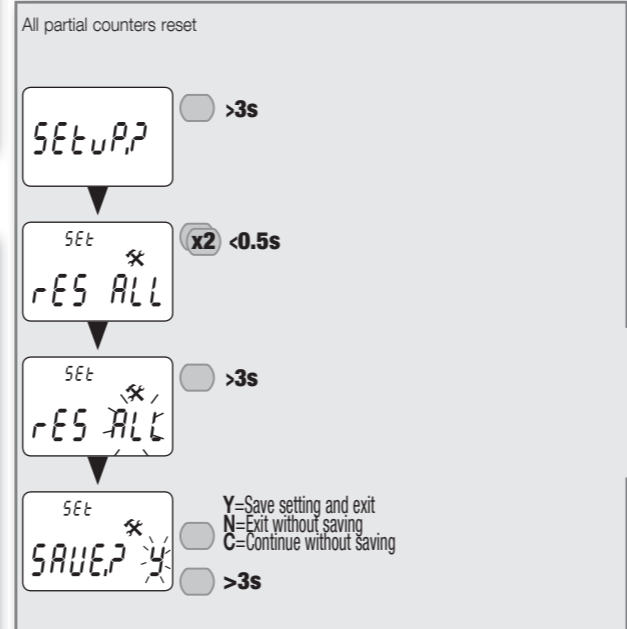 All partial counters reset
SEtuP,?
>3s
SEt
rES ALL
x2 <0.5s
SEt
rES ALL
>3s
SEt
SAVE,? Y
Y=Save setting and exit
N=Exit without saving
C=Continue without saving
>3s